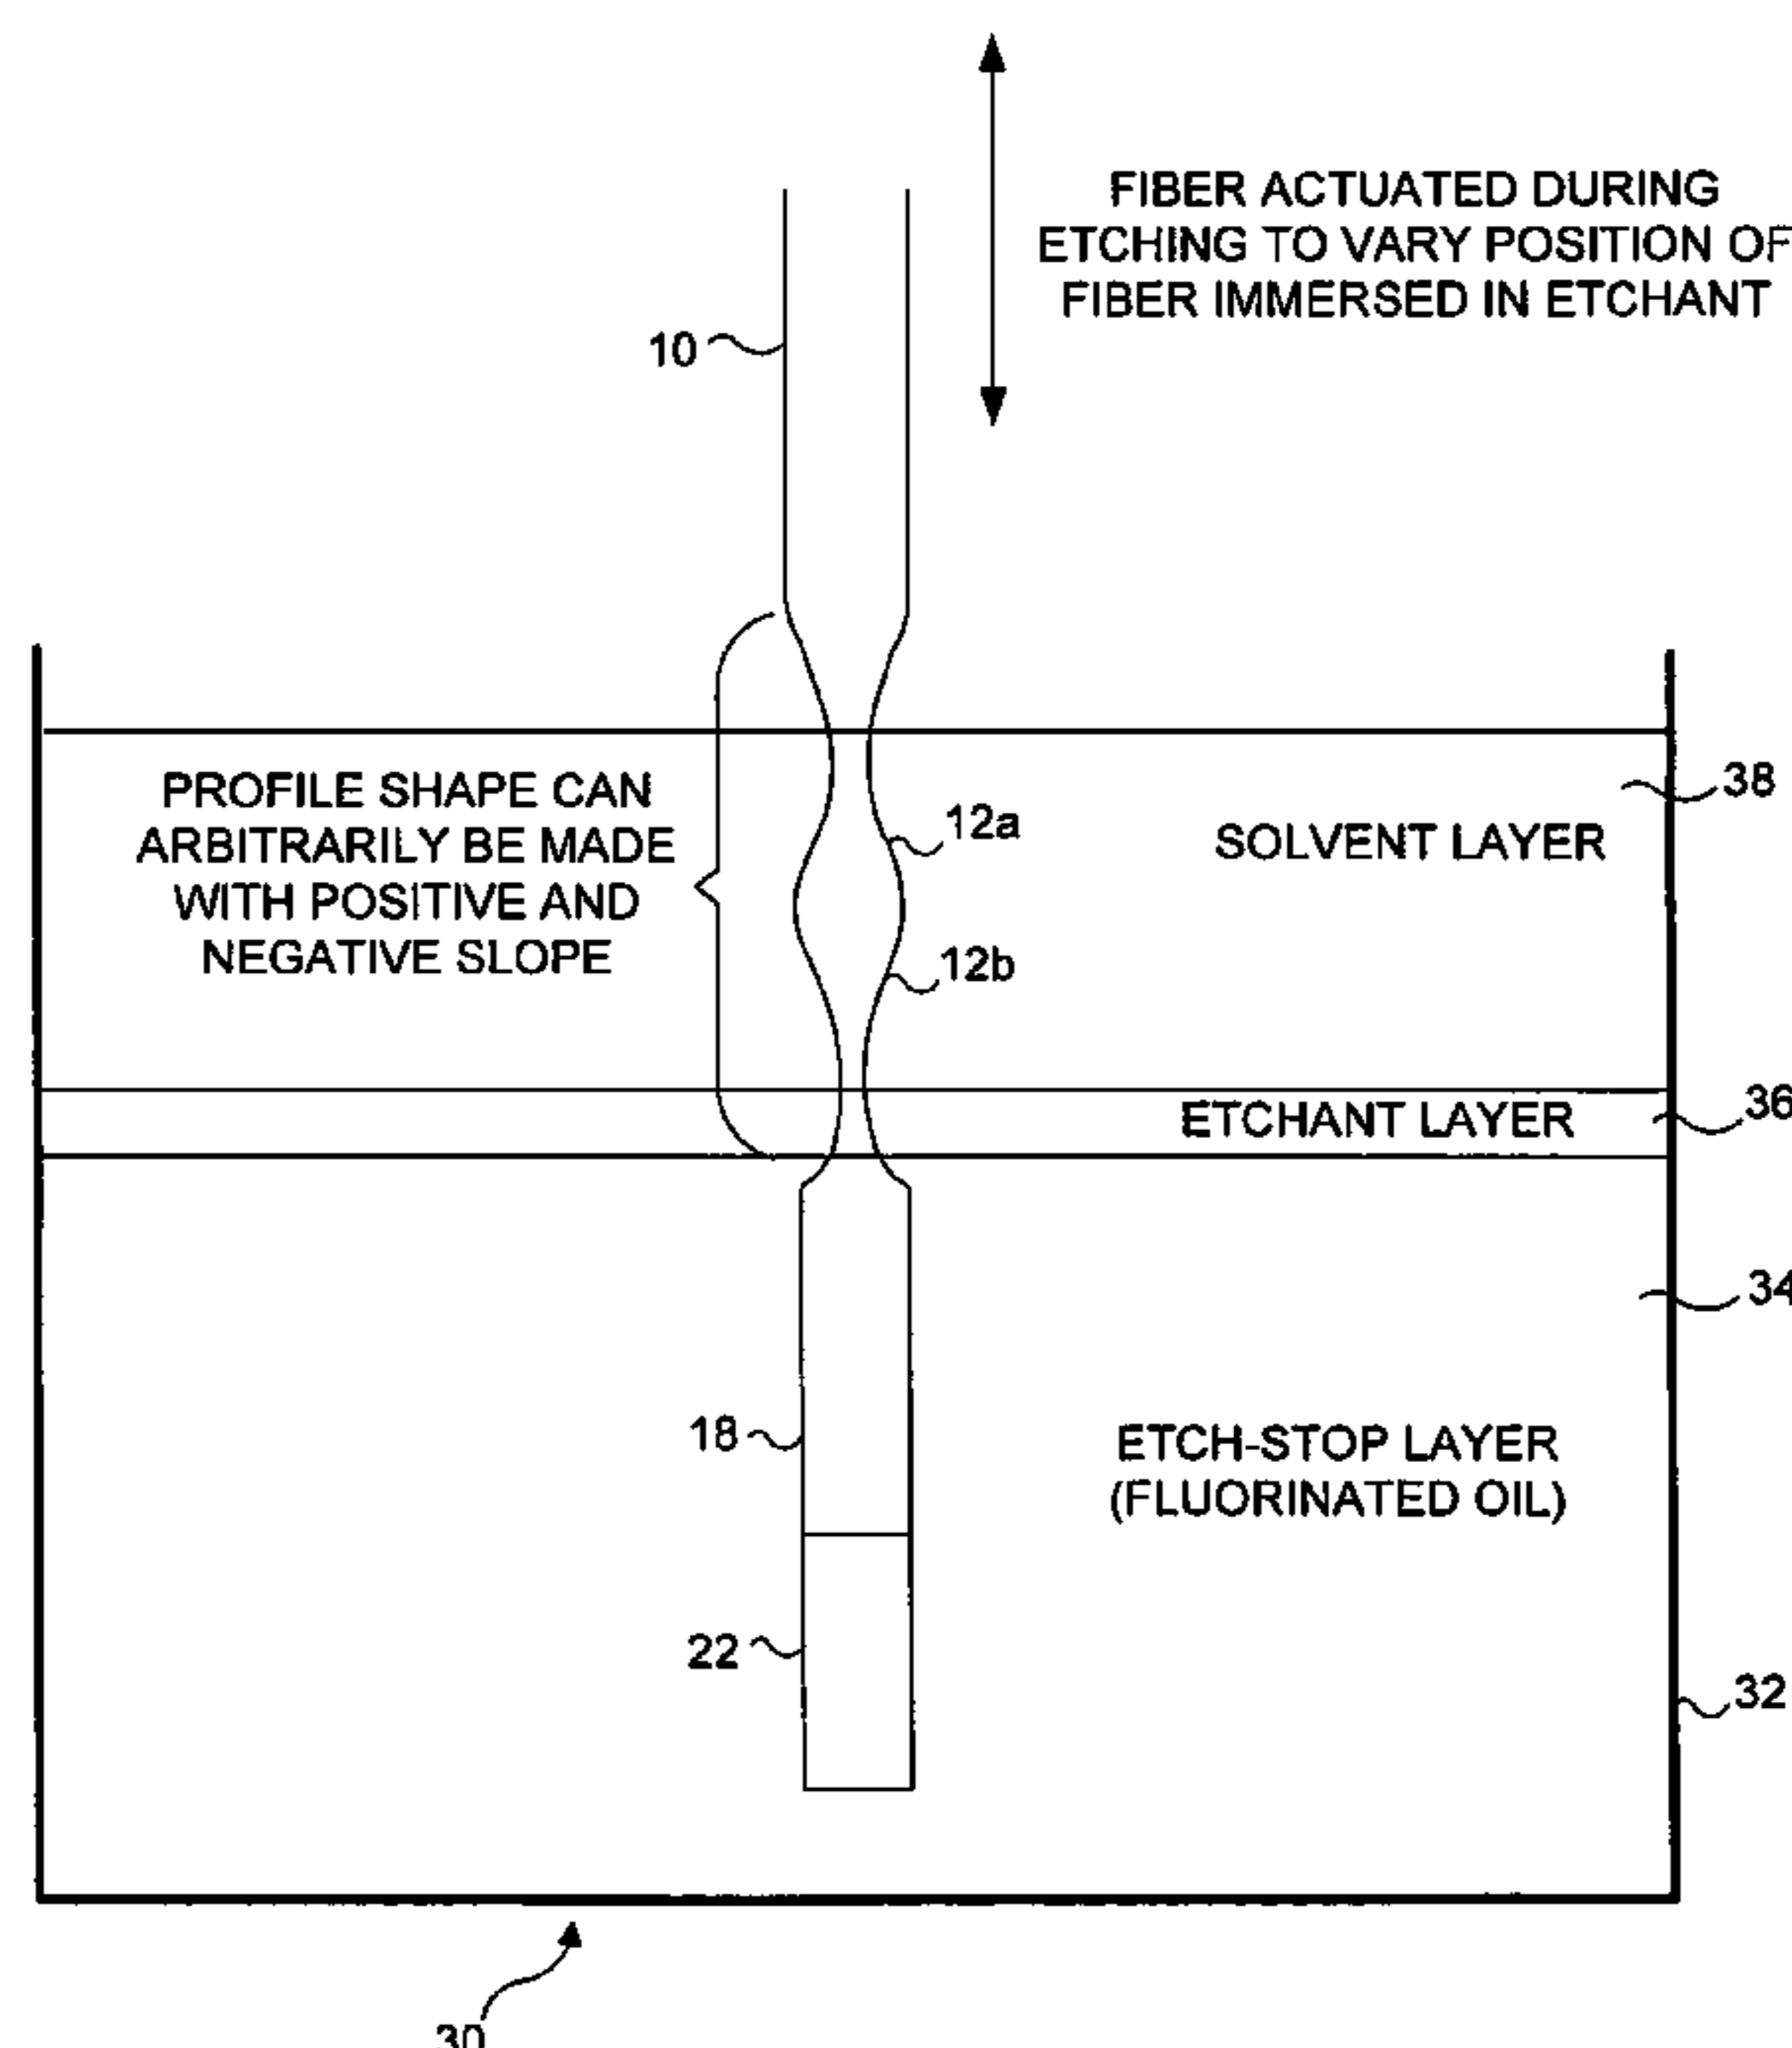 FIBER ACTUATED DURING
ETCHING TO VARY POSITION OF
FIBER IMMERSED IN ETCHANT
10
PROFILE SHAPE CAN
ARBITRARILY BE MADE
WITH POSITIVE AND
NEGATIVE SLOPE
12a
12b
38
SOLVENT LAYER
36
ETCHANT LAYER
34
18
ETCH-STOP LAYER
(FLUORINATED OIL)
22
32
30